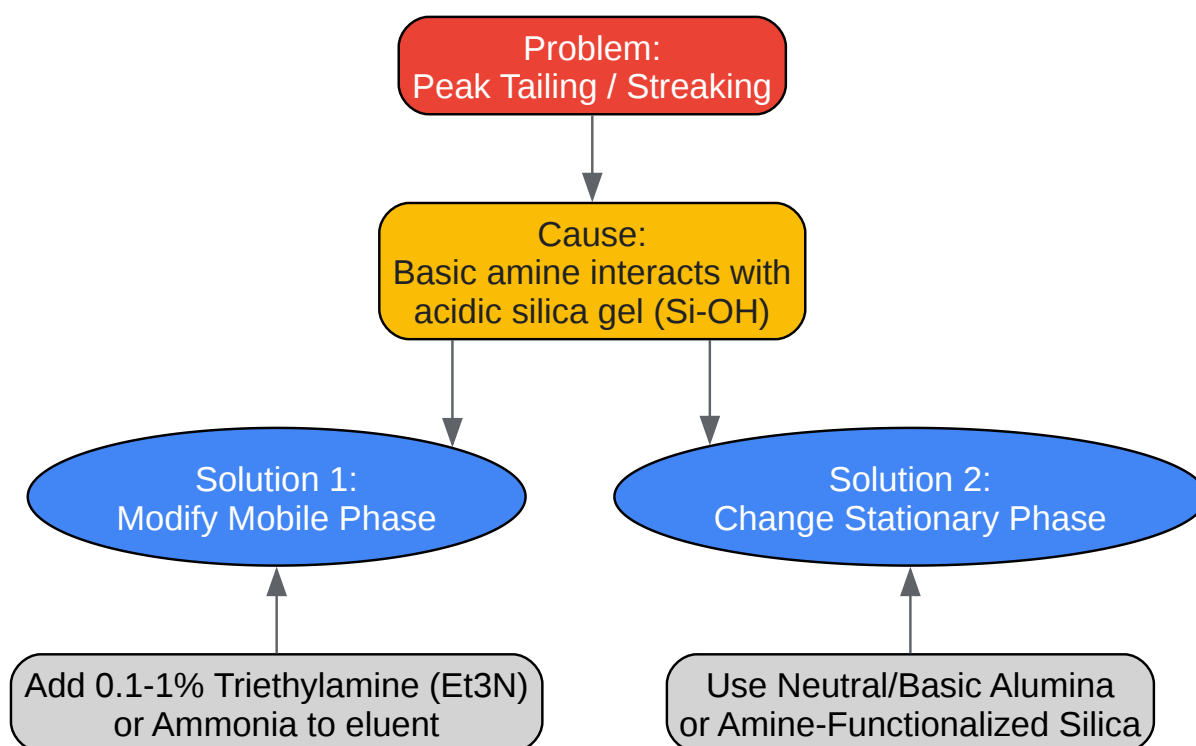 Problem:
Peak Tailing / Streaking
Cause:
Basic amine interacts with
acidic silica gel (Si-OH)
Solution 1:
Modify Mobile Phase
Solution 2:
Change Stationary Phase
Add 0.1-1% Triethylamine (Et3N)
or Ammonia to eluent
Use Neutral/Basic Alumina
or Amine-Functionalized Silica